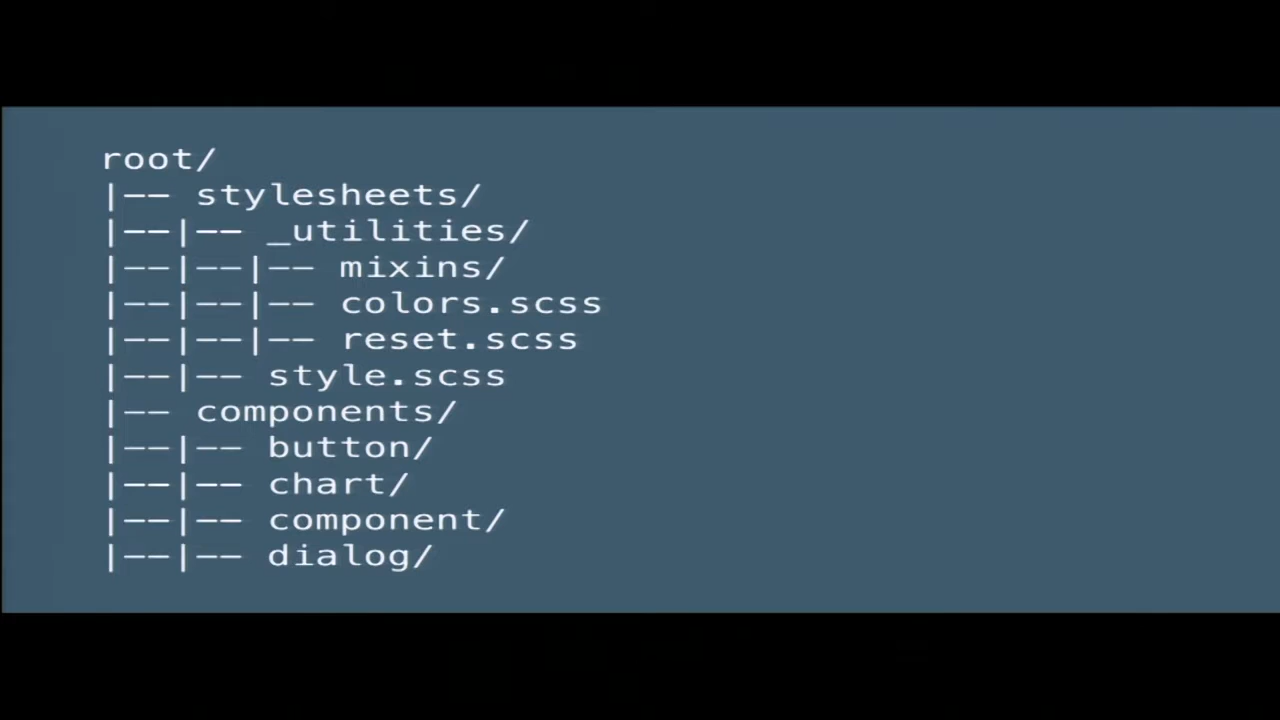 root/
|-- stylesheets/
|--|-- _utilities/
|--|--|-- mixins/
|--|--|-- colors.scss
|--|--|-- reset.scss
|--|-- style.scss
|-- components/
|--|-- button/
|--|-- chart/
|--|-- component/
|--|-- dialog/